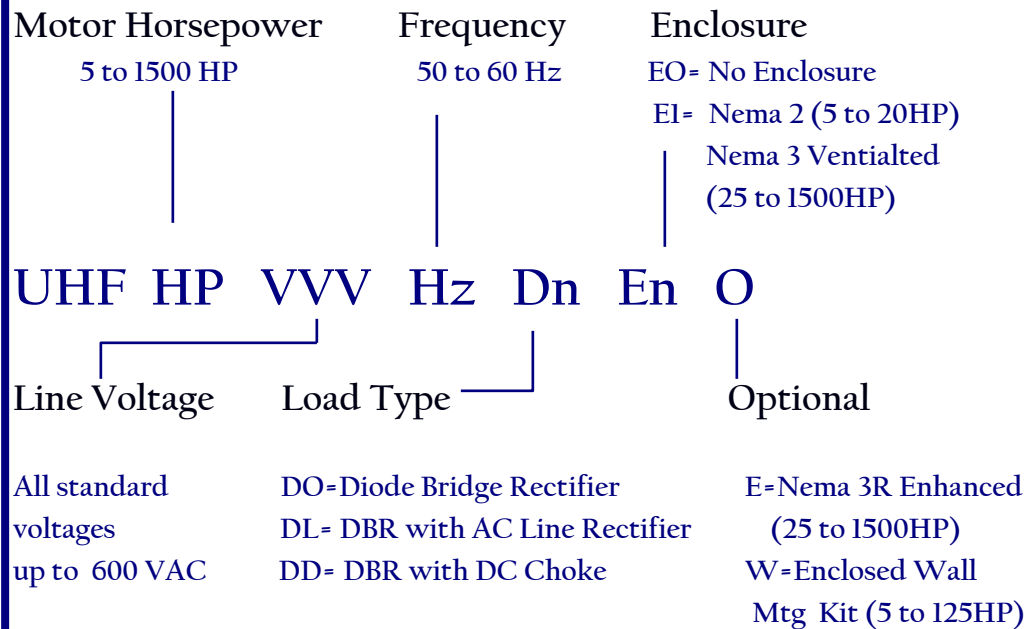 Motor Horsepower Frequency Enclosure
5 to 1500 HP 50 to 60 Hz EO= No Enclosure
E1= Nema 2 (5 to 20HP)
Nema 3 Ventialted
(25 to 1500HP)
UHF HP VVV Hz Dn En O
Line Voltage Load Type Optional
All standard DO=Diode Bridge Rectifier E=Nema 3R Enhanced
voltages DL= DBR with AC Line Rectifier (25 to 1500HP)
up to 600 VAC DD= DBR with DC Choke W=Enclosed Wall
Mtg Kit (5 to 125HP)